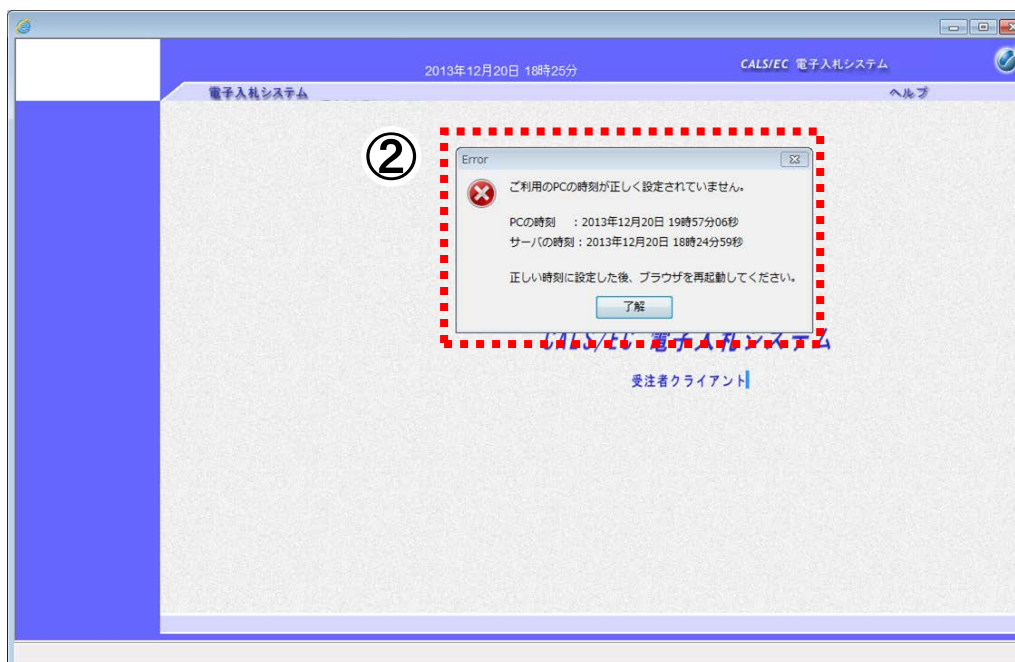 2013年12月20日 18時25分
CALS/EC 電子入札システム
電子入札システム
ヘルプ
②
Error
ご利用のPCの時刻が正しく設定されていません。
PCの時刻 : 2013年12月20日 19時57分06秒
サーバの時刻 : 2013年12月20日 18時24分59秒
正しい時刻に設定した後、ブラウザを再起動してください。
了解
CALS/EC 電子入札システム
受注者クライアント